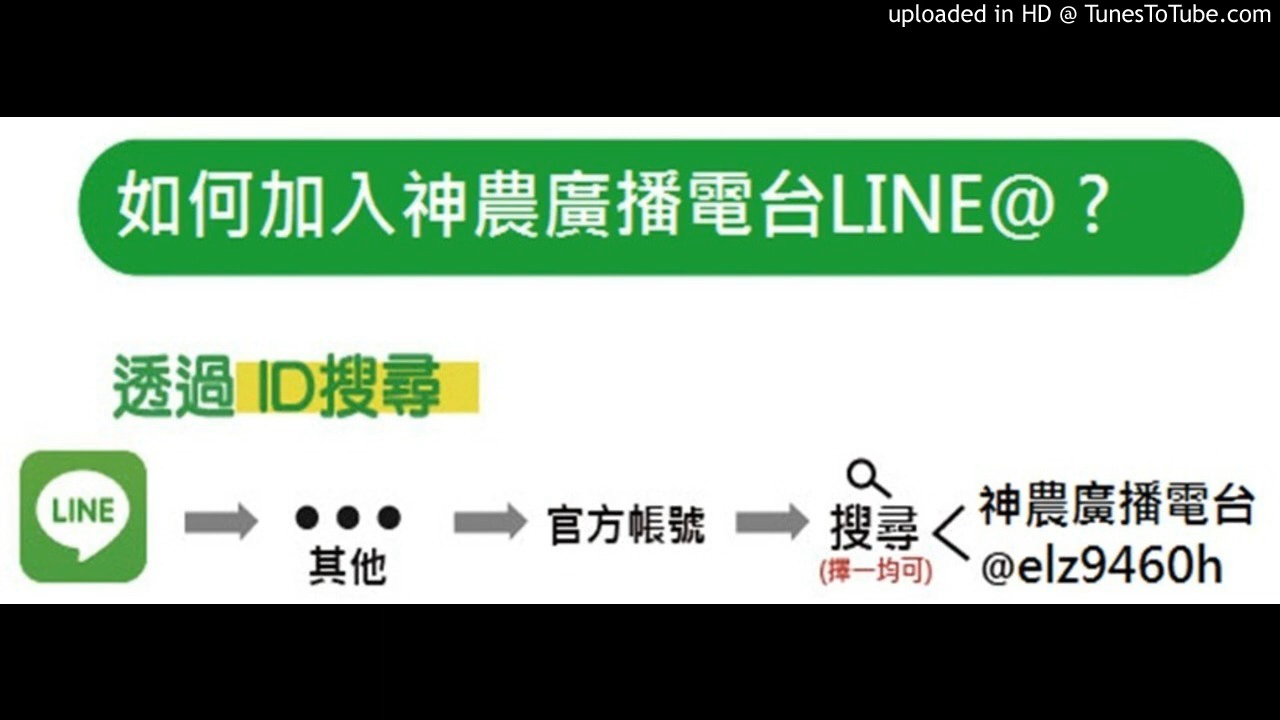 uploaded in HD @ TunesToTube.com
如何加入神農廣播電台LINE@？
透過 ID搜尋
LINE
其他
官方帳號
搜尋
(擇一均可)
神農廣播電台
@elz9460h